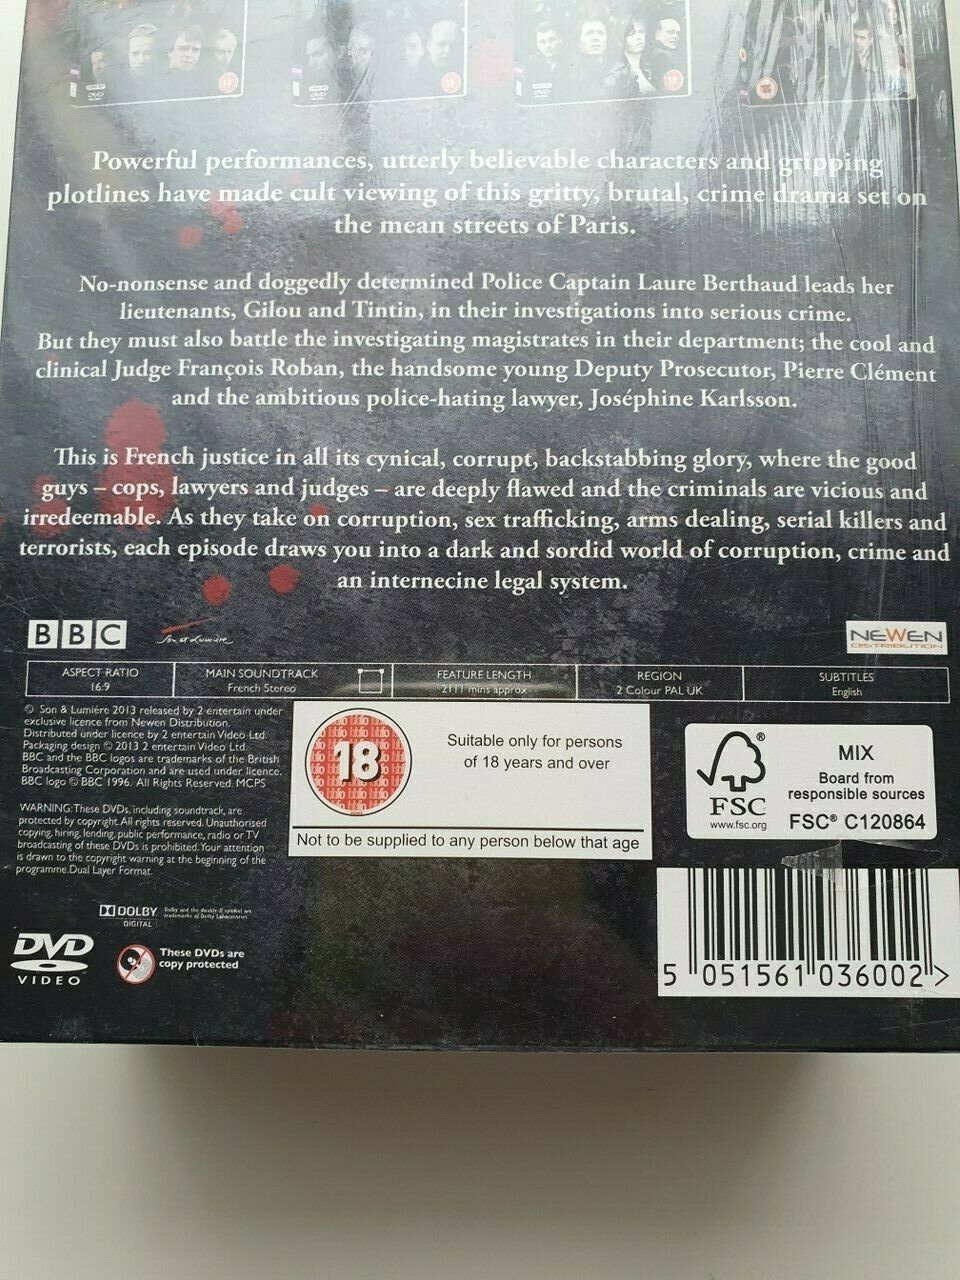 Powerful performances, utterly believable characters and gripping
plotlines have made cult viewing of this gritty, brutal, crime drama set on
the mean streets of Paris.
No-nonsense and doggedly determined Police Captain Laure Berthaud leads her
lieutenants, Gilou and Tintin, in their investigations into serious crime.
But they must also battle the investigating magistrates in their department; the cool and
clinical Judge François Roban, the handsome young Deputy Prosecutor, Pierre Clément
and the ambitious police-hating lawyer, Joséphine Karlsson.
This is French justice in all its cynical, corrupt, backstabbing glory, where the good
guys – cops, lawyers and judges – are deeply flawed and the criminals are vicious and
irredeemable. As they take on corruption, sex trafficking, arms dealing, serial killers and
terrorists, each episode draws you into a dark and sordid world of corruption, crime and
an internecine legal system.
BBC
Son et Lumière
NEWEN
DISTRIBUTION
ASPECT RATIO
16:9
MAIN SOUNDTRACK
French Stereo
FEATURE LENGTH
2111 mins approx
REGION
2 Colour PAL UK
SUBTITLES
English
© Son & Lumière 2013 released by 2 entertain under
exclusive licence from Newen Distribution.
Distributed under licence by 2 entertain Video Ltd.
Packaging design © 2013 2 entertain Video Ltd.
BBC and the BBC logos are trademarks of the British
Broadcasting Corporation and are used under licence.
BBC logo © BBC 1996. All Rights Reserved. MCPS
WARNING: These DVDs, including soundtrack, are
protected by copyright. All rights reserved. Unauthorised
copying, hiring, lending, public performance, radio or TV
broadcasting of these DVDs is prohibited. Your attention
is drawn to the copyright warning at the beginning of the
programme. Dual Layer Format.
18
Suitable only for persons
of 18 years and over
Not to be supplied to any person below that age
FSC
www.fsc.org
MIX
Board from
responsible sources
FSC® C120864
DOLBY
DIGITAL
Dolby and the double-D symbol are
trademarks of Dolby Laboratories
DVD
VIDEO
These DVDs are
copy protected
5 051561 036002 >